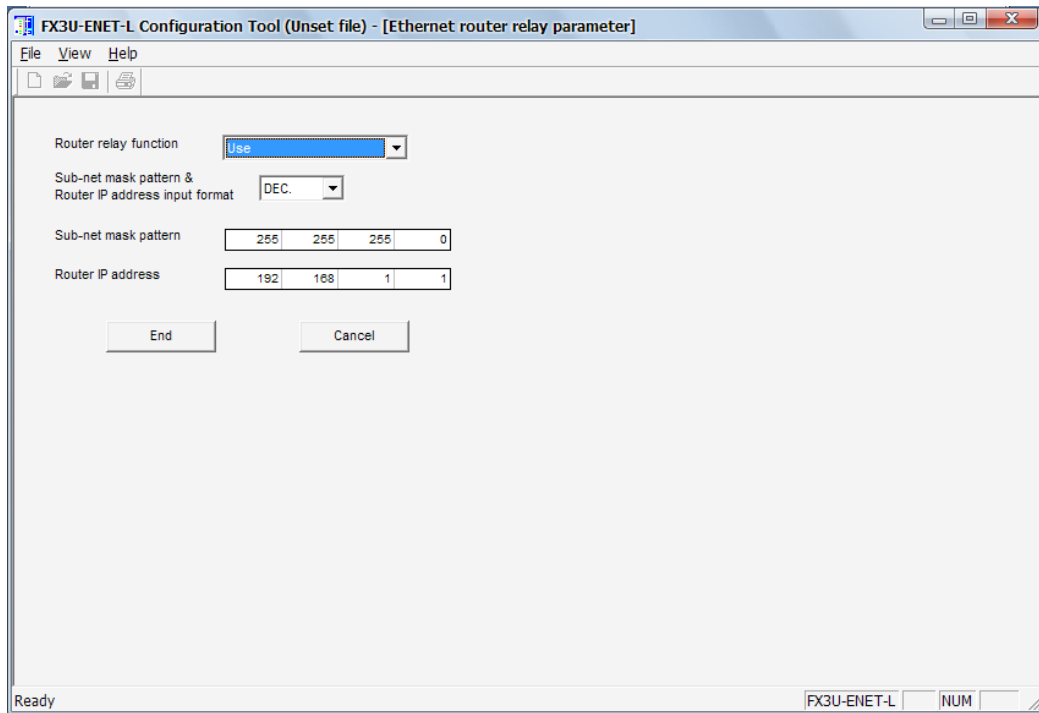 FX3U-ENET-L Configuration Tool (Unset file) - [Ethernet router relay parameter]
File View Help
Router relay function Use
Sub-net mask pattern &
Router IP address input format DEC.
Sub-net mask pattern 255 255 255 0
Router IP address 192 168 1 1
End Cancel
Ready FX3U-ENET-L NUM